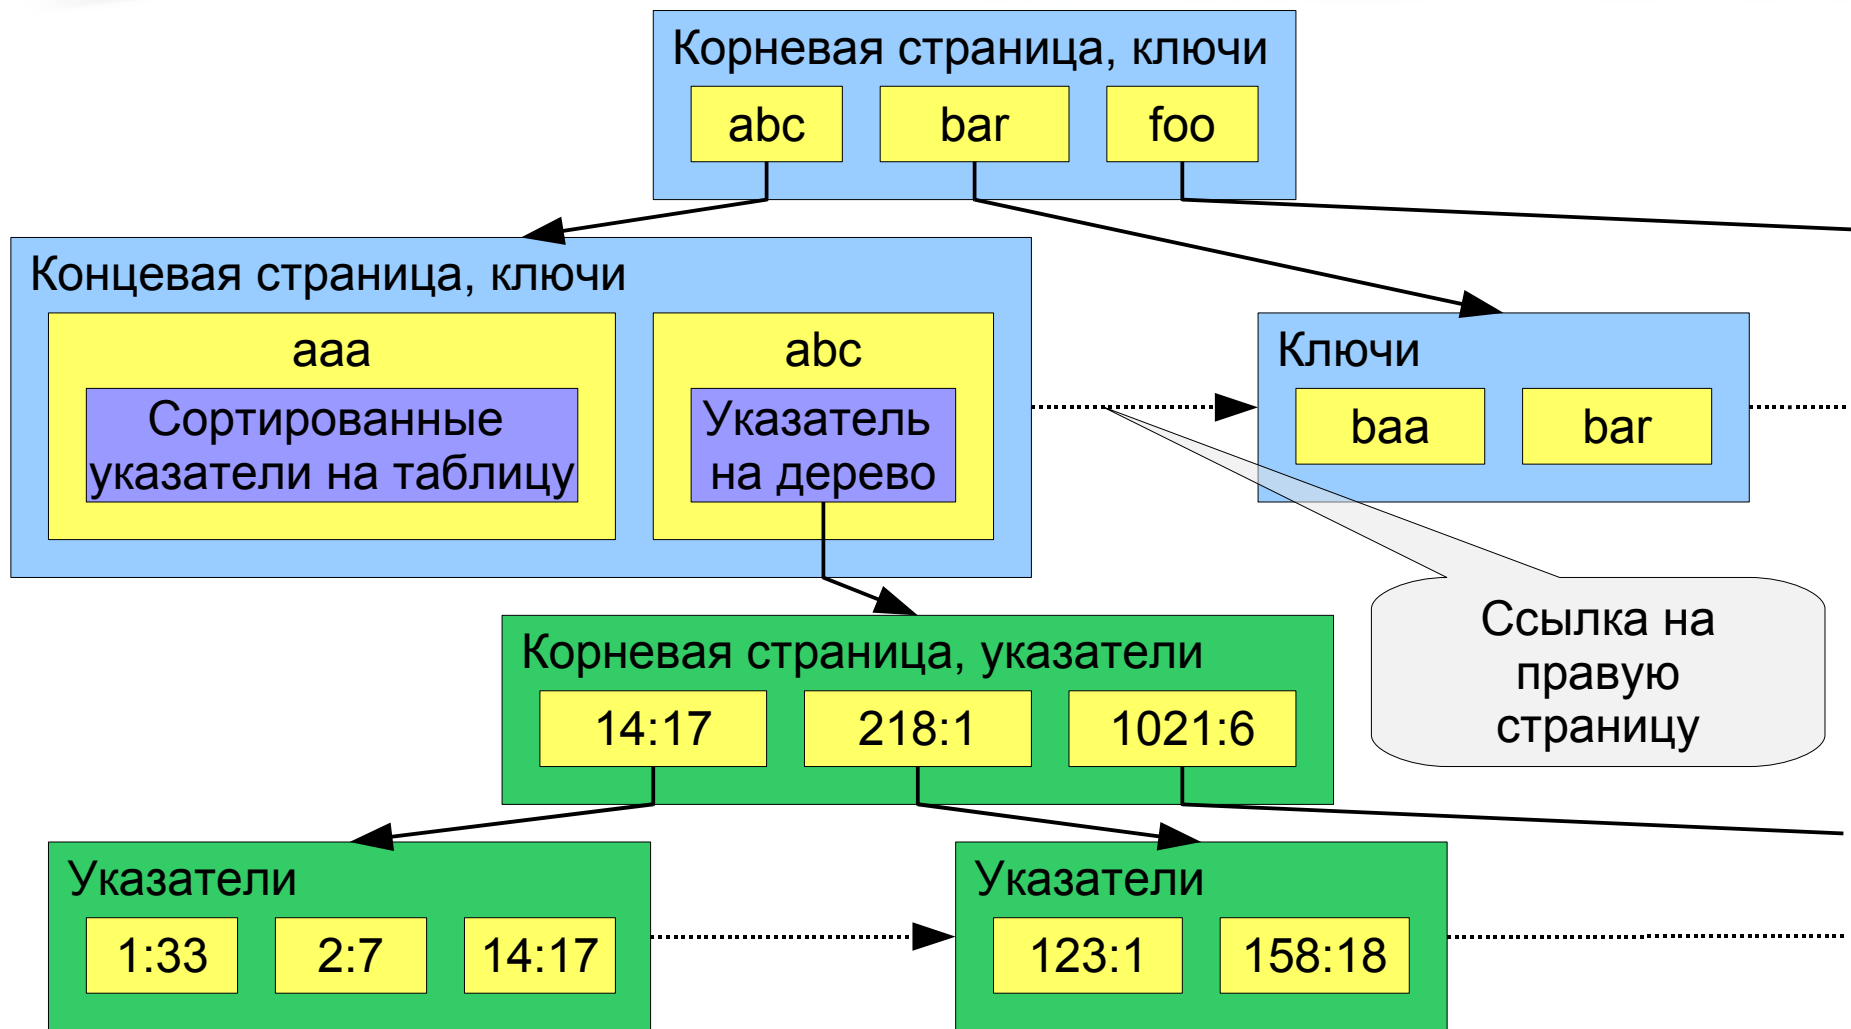 Корневая страница, ключи
abc
bar
foo
Концевая страница, ключи
aaa
Сортированные
указатели на таблицу
abc
Указатель
на дерево
Ключи
baa
bar
Ссылка на
правую
страницу
Корневая страница, указатели
14:17
218:1
1021:6
Указатели
1:33
2:7
14:17
Указатели
123:1
158:18